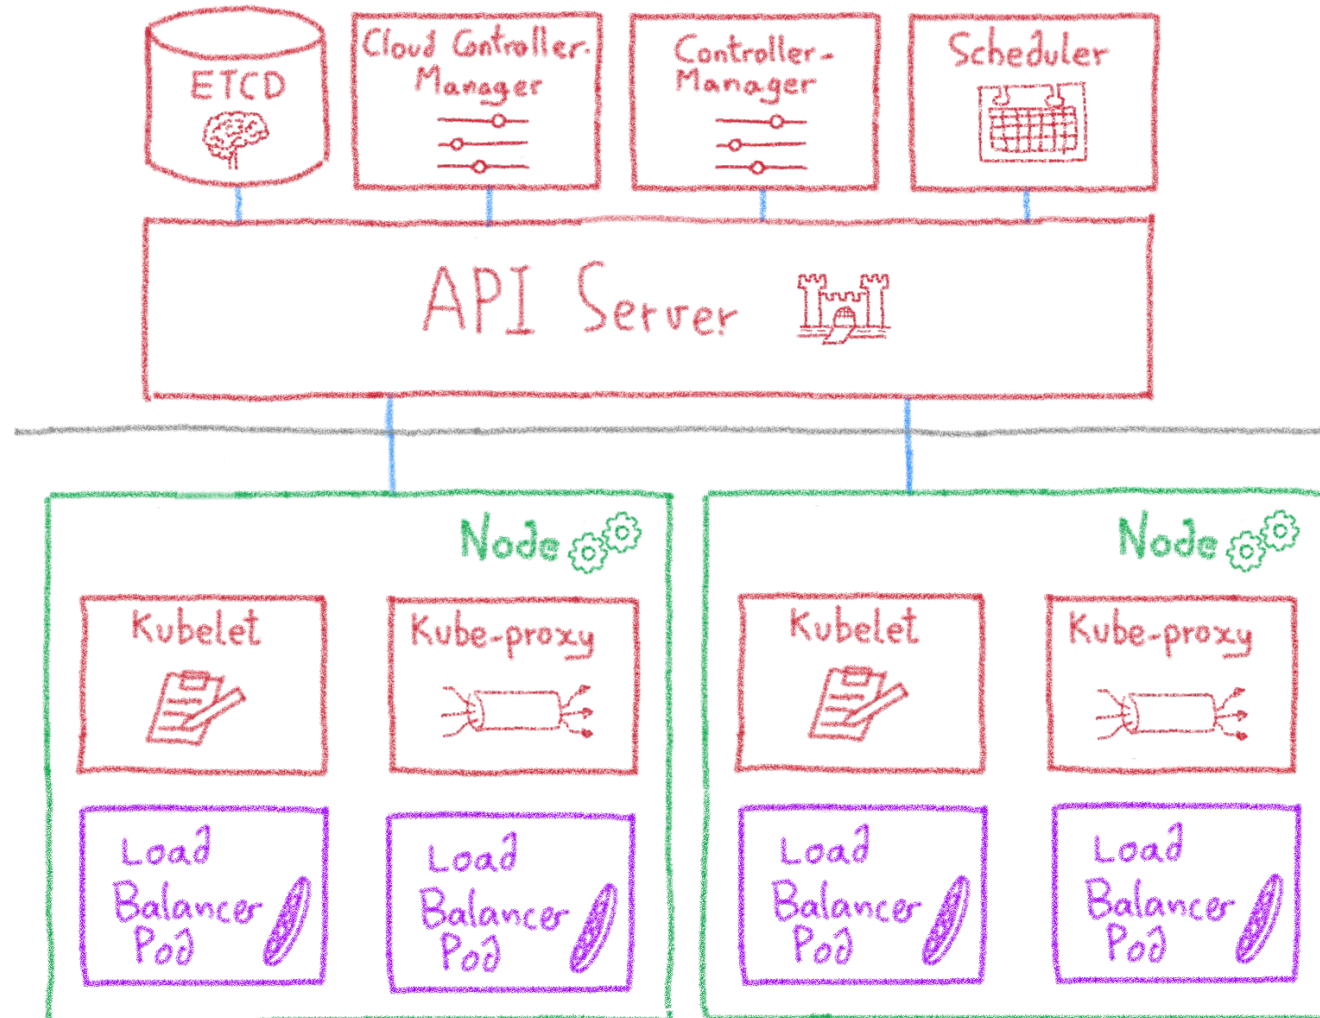 ETCD
Cloud Controller-
Manager
Controller-
Manager
Scheduler
API Server
Node
Kubelet
Kube-proxy
Load
Balancer
Pod
Load
Balancer
Pod
Node
Kubelet
Kube-proxy
Load
Balancer
Pod
Load
Balancer
Pod